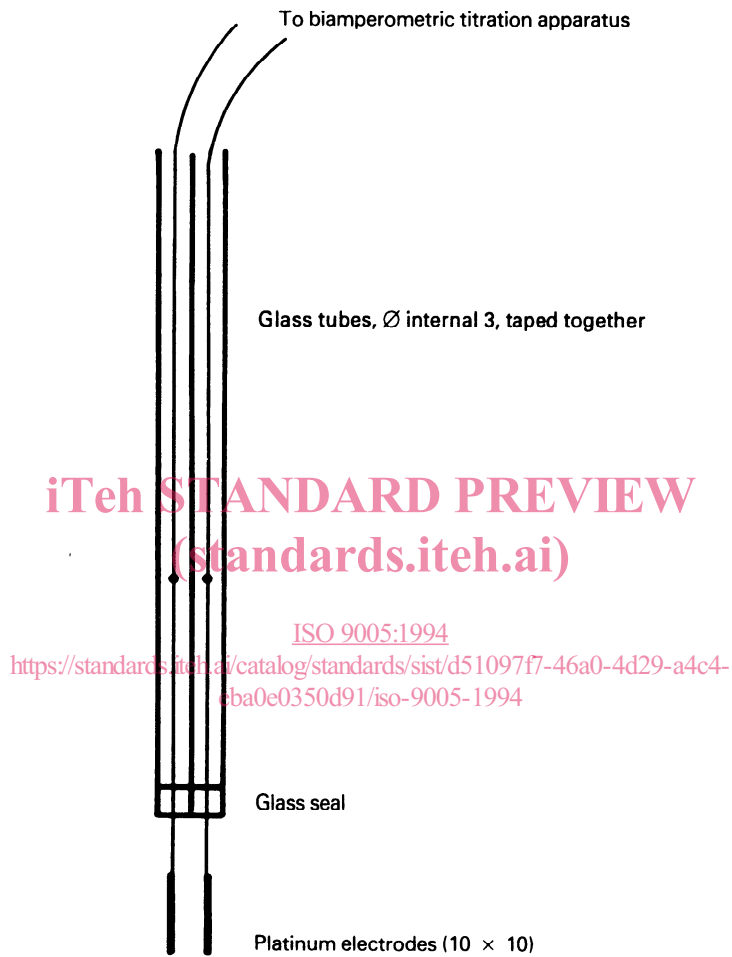 To biamperometric titration apparatus
Glass tubes, Ø internal 3, taped together
iTeh STANDARD PREVIEW
(standards.iteh.ai)
ISO 9005:1994
https://standards.iteh.ai/catalog/standards/sist/d51097f7-46a0-4d29-a4c4-
eba0e0350d91/iso-9005-1994
Glass seal
Platinum electrodes (10 × 10)